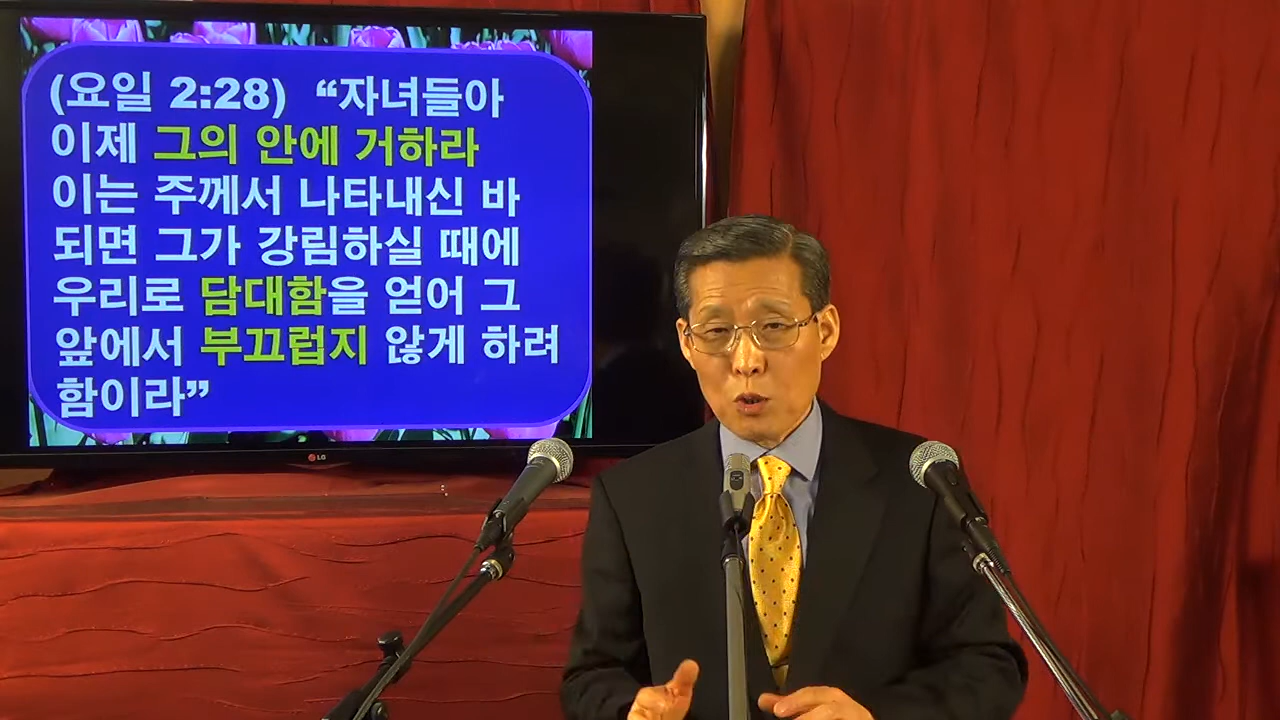 (요일 2:28) “자녀들아
이제 그의 안에 거하라
이는 주께서 나타내신 바
되면 그가 강림하실 때에
우리로 담대함을 얻어 그
앞에서 부끄럽지 않게 하려
함이라”
LG